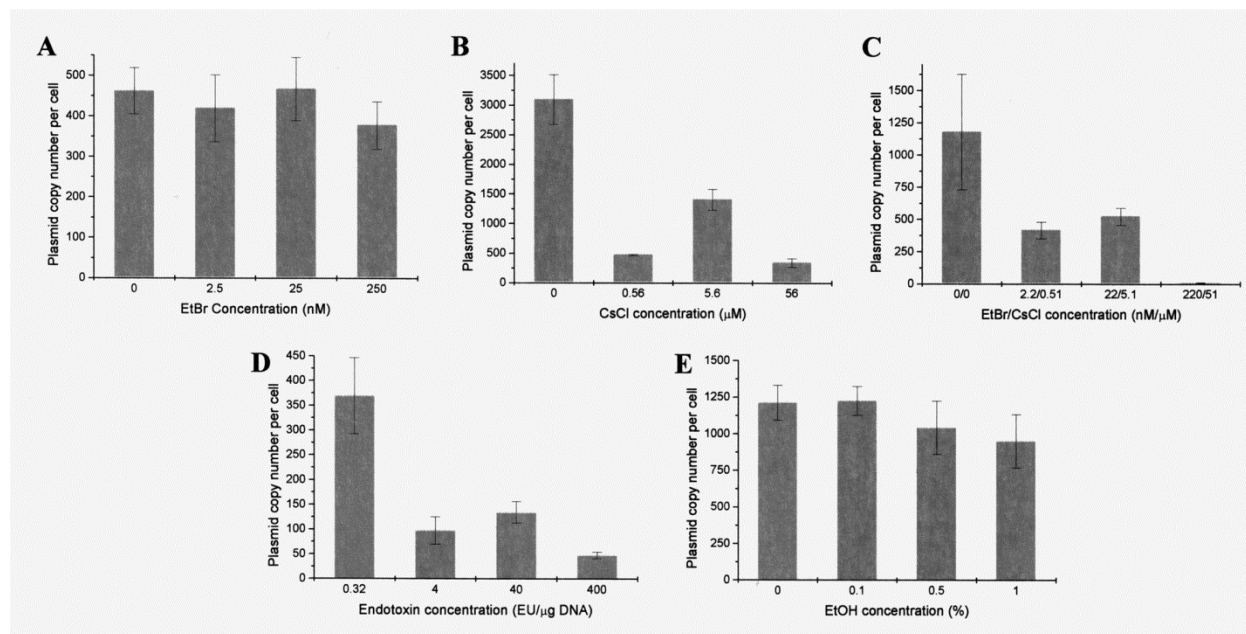 A
Plasmid copy number per cell
500
400
300
200
100
0
0 2.5 25 250
EtBr Concentration (nM)
B
Plasmid copy number per cell
3500
3000
2500
2000
1500
1000
500
0
0 0.56 5.6 56
CsCl concentration (μM)
C
Plasmid copy number per cell
1500
1250
1000
750
500
250
0
0/0 2.2/0.51 22/5.1 220/51
EtBr/CsCl concentration (nM/μM)
D
Plasmid copy number per cell
450
400
350
300
250
200
150
100
50
0
0.32 4 40 400
Endotoxin concentration (EU/μg DNA)
E
Plasmid copy number per cell
1500
1250
1000
750
500
250
0
0 0.1 0.5 1
EtOH concentration (%)